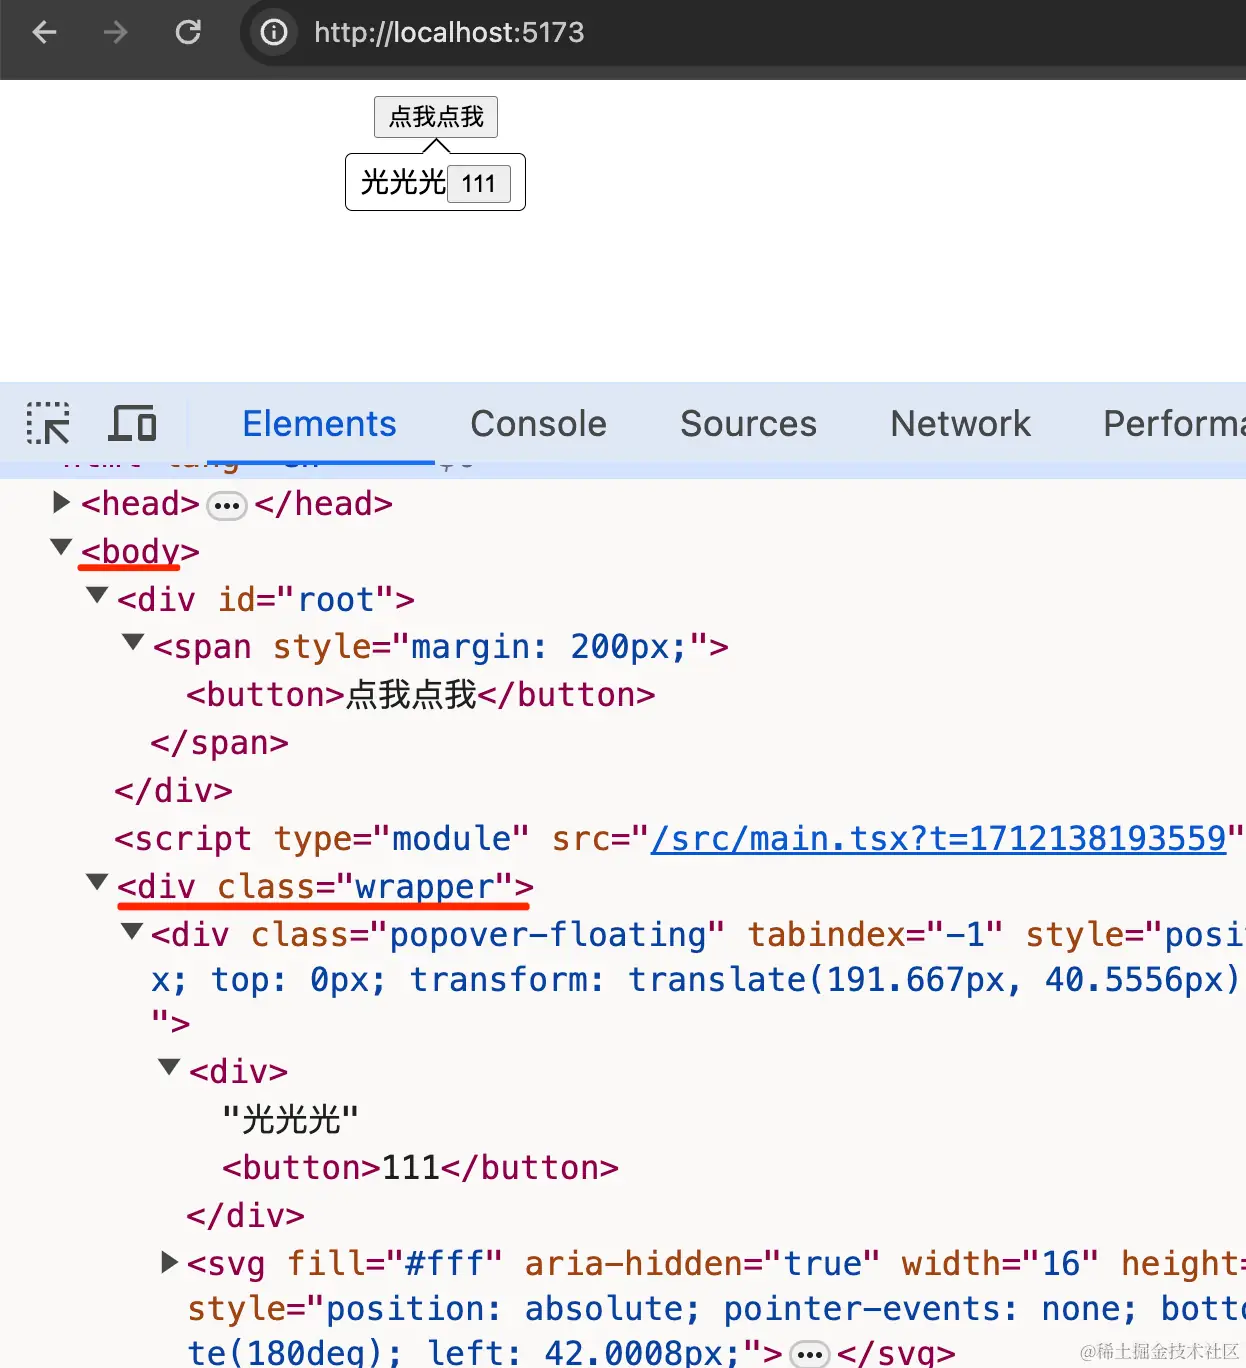 http://localhost:5173
点我点我
光光光 111
Elements Console Sources Network Performa
<head> ••• </head>
<body>
<div id="root">
<span style="margin: 200px;">
<button>点我点我</button>
</span>
</div>
<script type="module" src="/src/main.tsx?t=1712138193559"
<div class="wrapper">
<div class="popover-floating" tabindex="-1" style="posi
x; top: 0px; transform: translate(191.667px, 40.5556px)
">
<div>
"光光光"
<button>111</button>
</div>
<svg fill="#fff" aria-hidden="true" width="16" height=
style="position: absolute; pointer-events: none; botto
te(180deg); left: 42.0008px;"> ••• </svg>
@稀土掘金技术社区